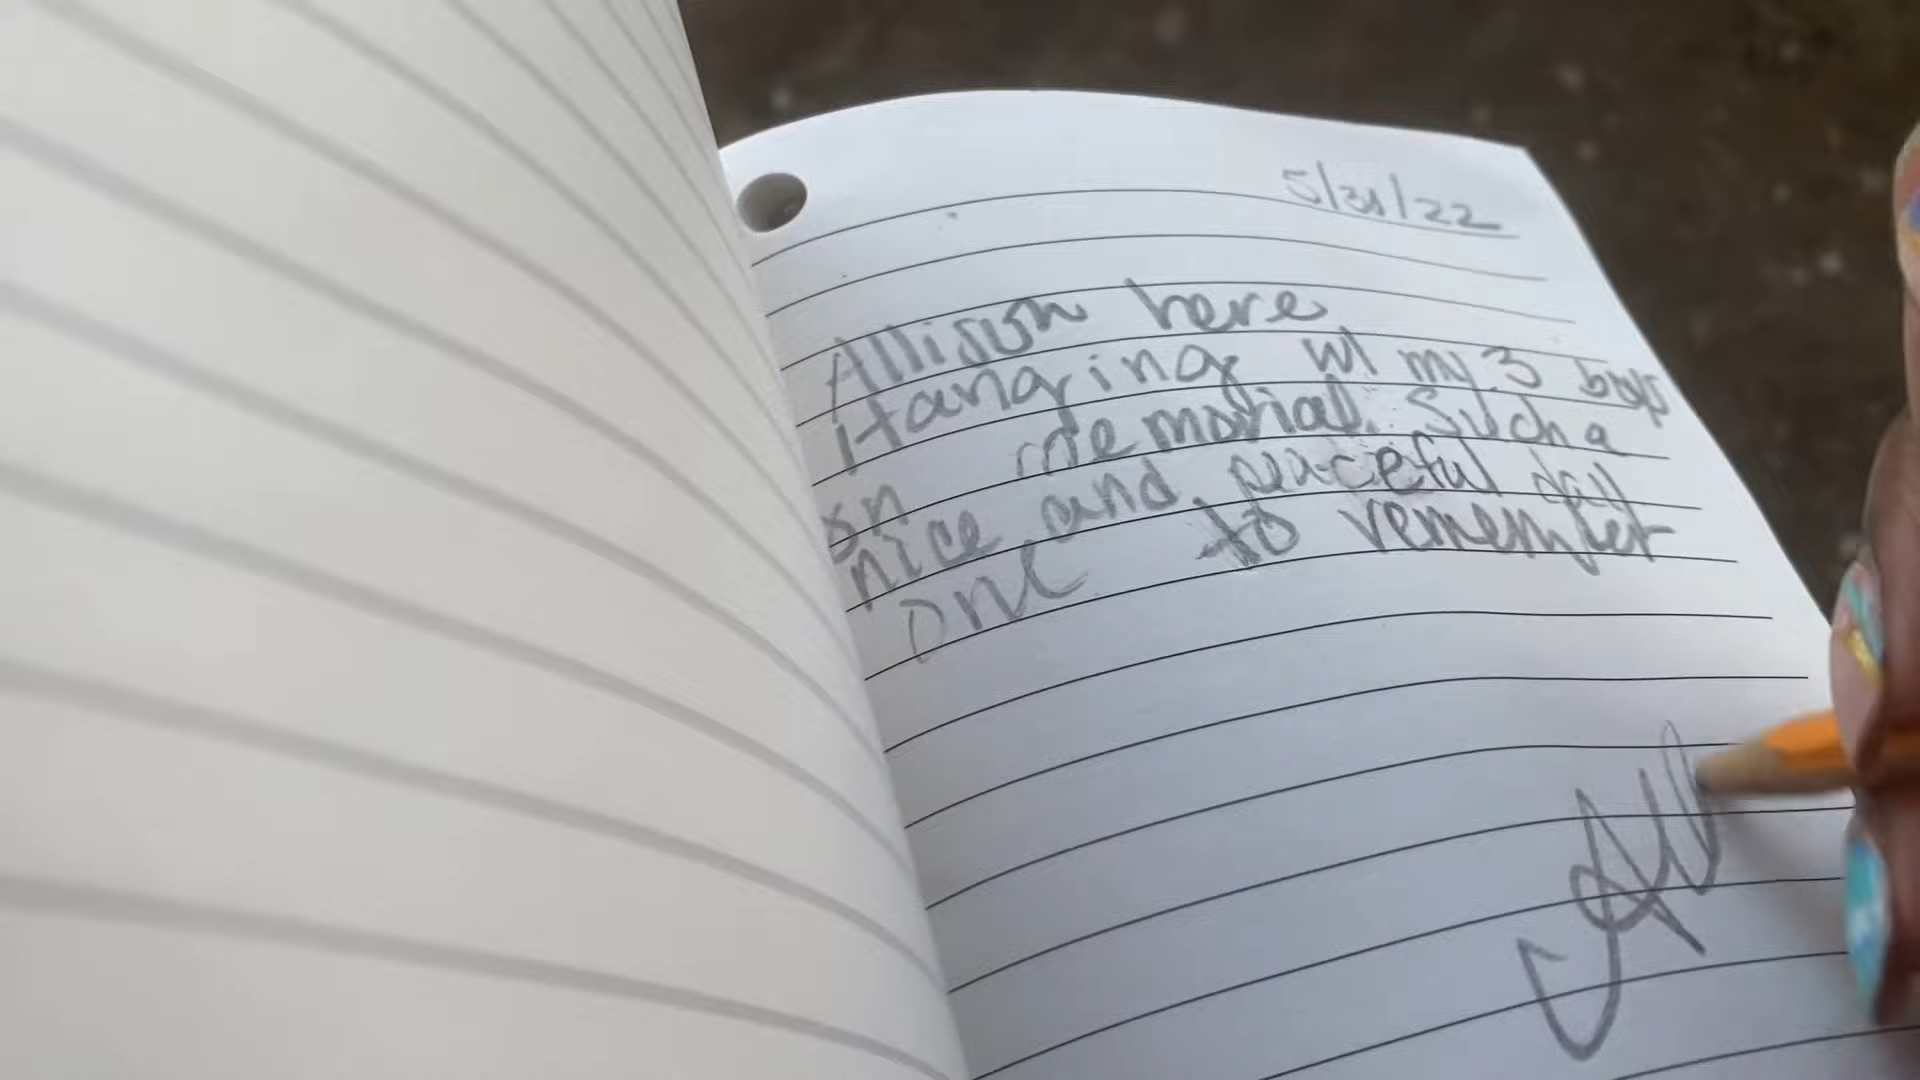 5/31/22
Allison here
Hanging w/ my 3 boys
on memorial. Such a
nice and peaceful day
one to remember
All